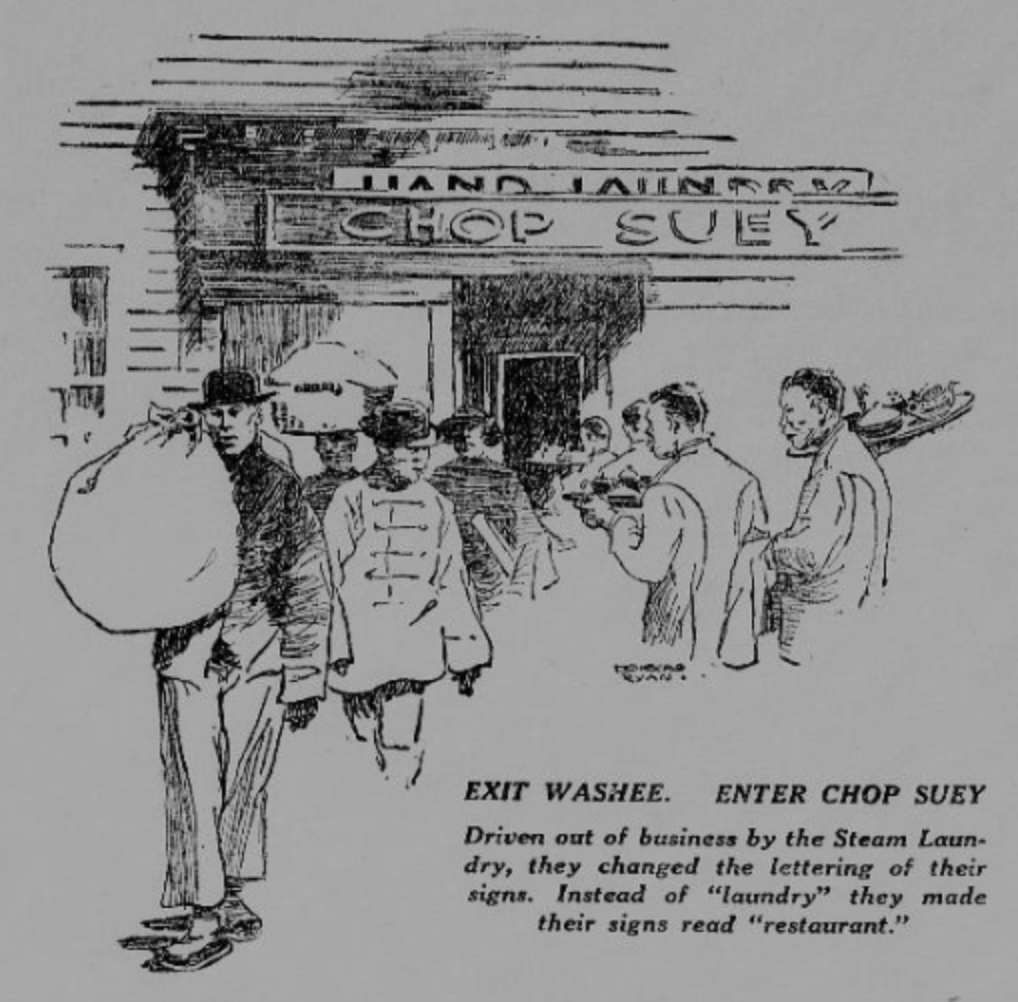 HAND LAUNDRY
CHOP SUEY
RYAN.
EXIT WASHEE. ENTER CHOP SUEY
Driven out of business by the Steam Laun-
dry, they changed the lettering of their
signs. Instead of "laundry" they made
their signs read "restaurant."